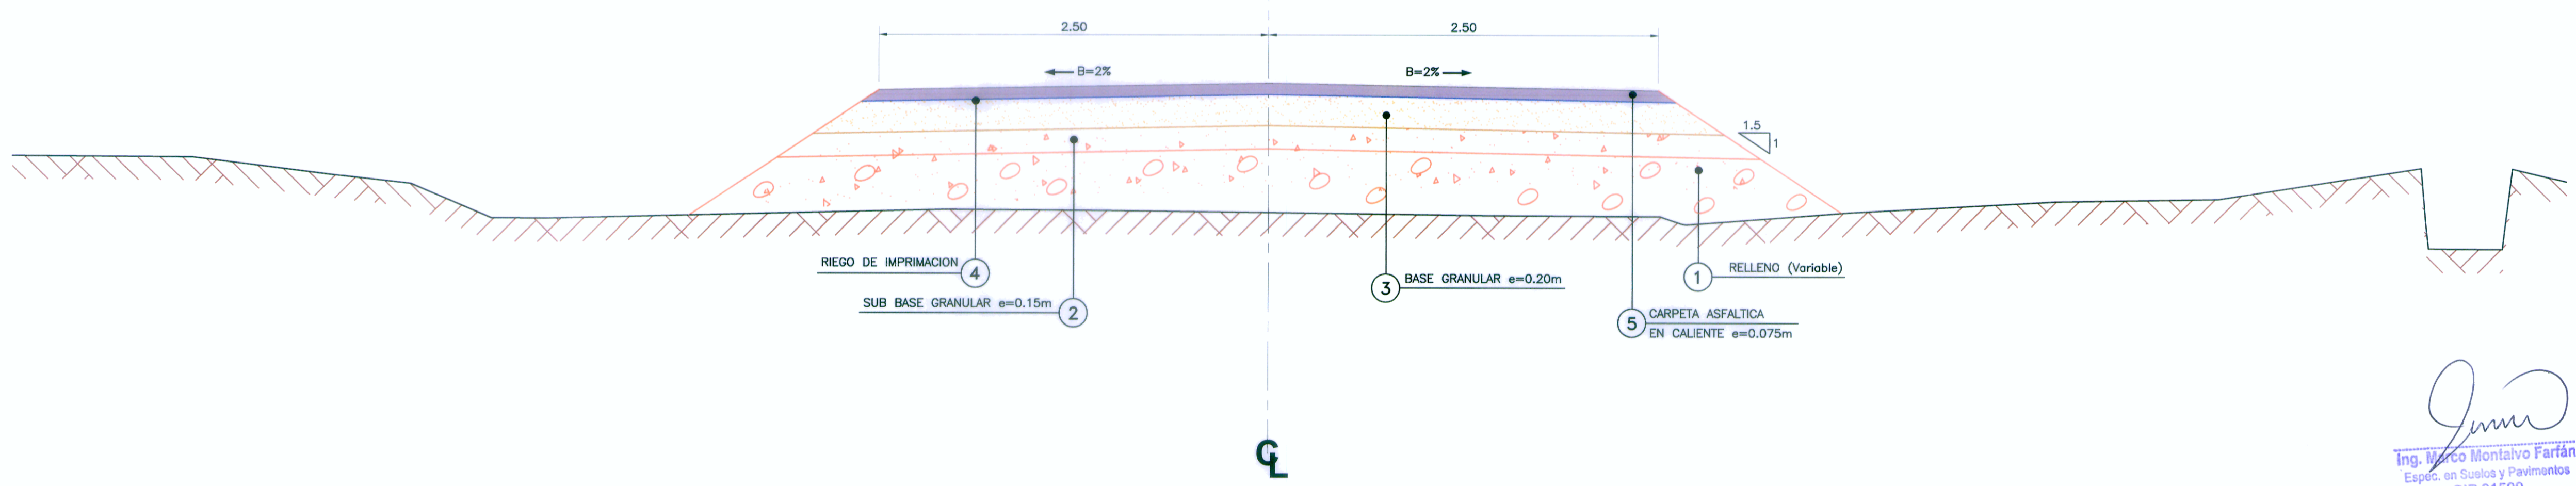 2.50
2.50
B=2%
B=2%
1.5
1
RIEGO DE IMPRIMACION
4
SUB BASE GRANULAR e=0.15m
2
3
BASE GRANULAR e=0.20m
1
RELLENO (Variable)
5
CARPETA ASFALTICA
EN CALIENTE e=0.075m
CL
Ing. Marco Montalvo Farfán
Espec. en Suelos y Pavimentos